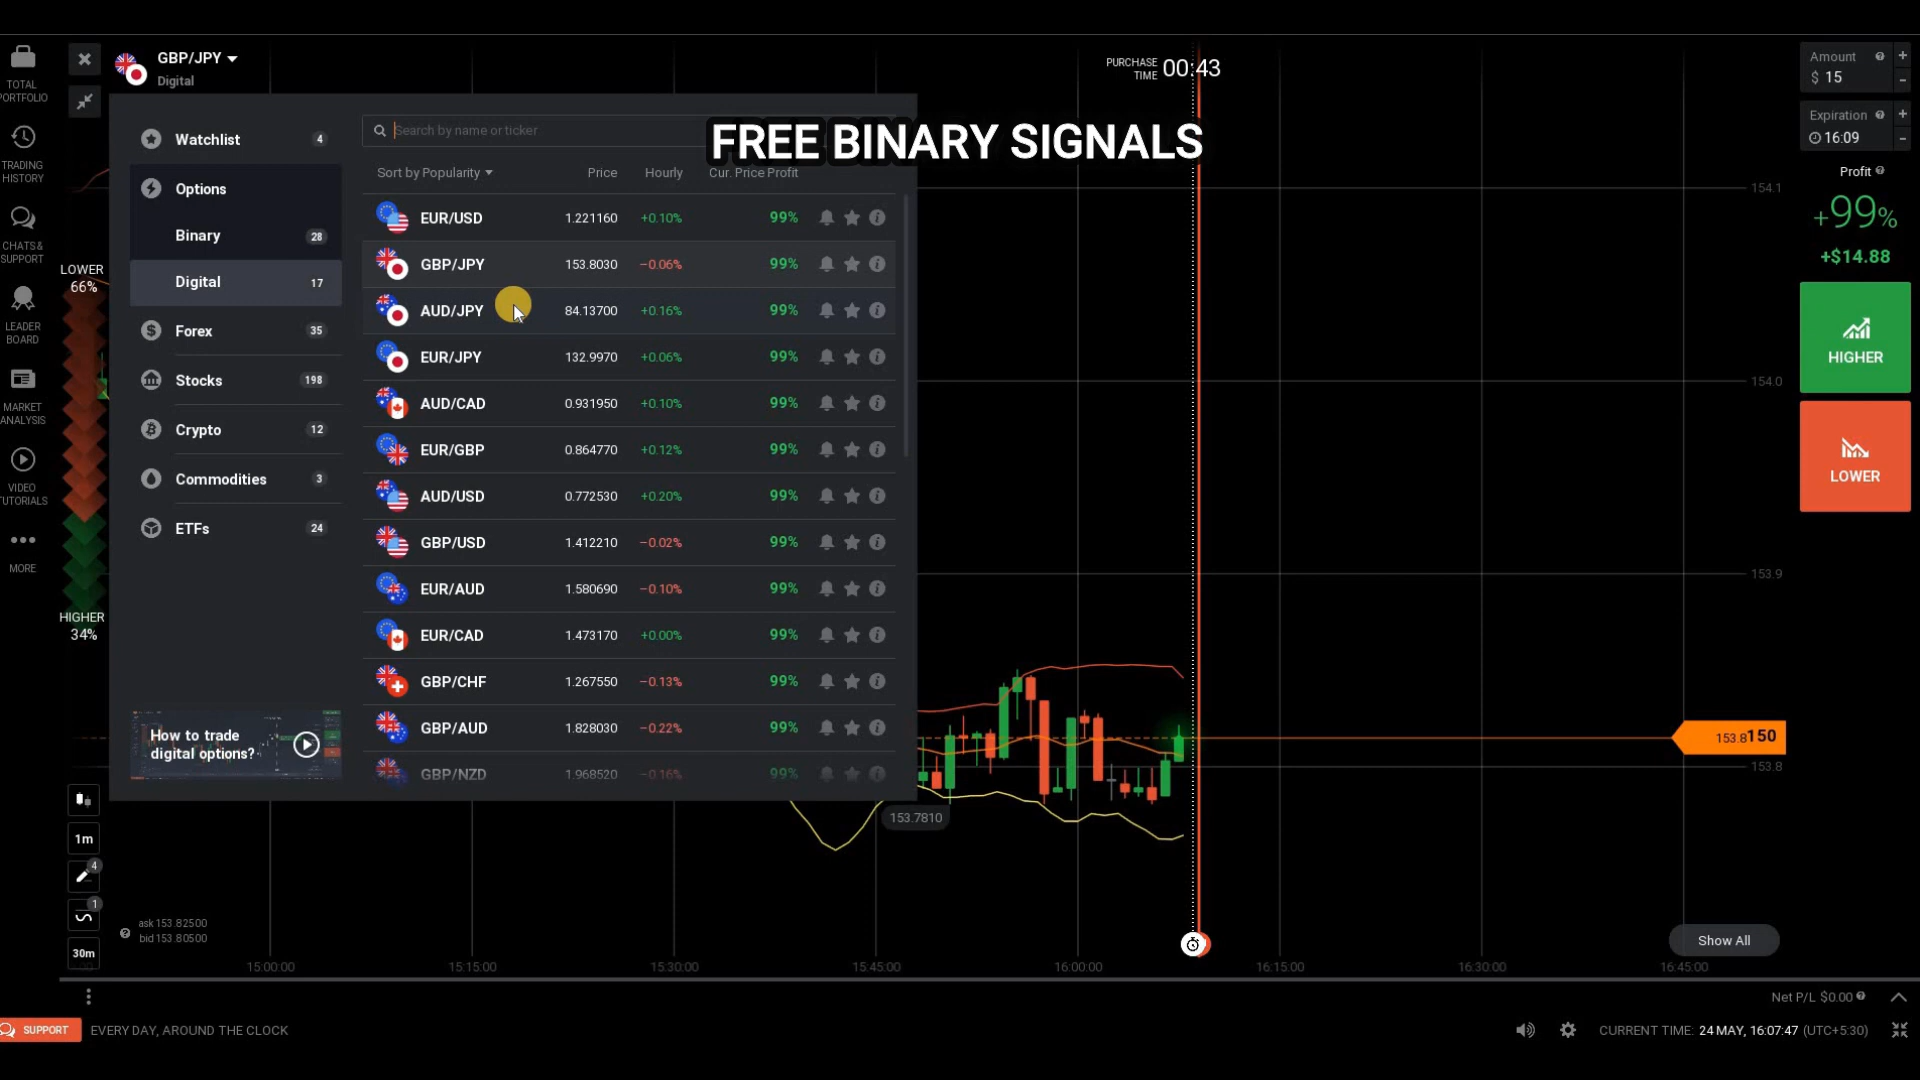 GBP/JPY
Digital
PURCHASE TIME 00:43
FREE BINARY SIGNALS
TOTAL PORTFOLIO
TRADING HISTORY
CHATS & SUPPORT
LEADER BOARD
MARKET ANALYSIS
VIDEO TUTORIALS
MORE
LOWER
66%
HIGHER
34%
Watchlist 4
Options
Binary 28
Digital 17
Forex 35
Stocks 198
Crypto 12
Commodities 3
ETFs 24
How to trade
digital options?
Search by name or ticker
Sort by Popularity Price Hourly Cur. Price Profit
EUR/USD 1.221160 +0.10% 99%
GBP/JPY 153.8030 −0.06% 99%
AUD/JPY 84.13700 +0.16% 99%
EUR/JPY 132.9970 +0.06% 99%
AUD/CAD 0.931950 +0.10% 99%
EUR/GBP 0.864770 +0.12% 99%
AUD/USD 0.772530 +0.20% 99%
GBP/USD 1.412210 −0.02% 99%
EUR/AUD 1.580690 −0.10% 99%
EUR/CAD 1.473170 +0.00% 99%
GBP/CHF 1.267550 −0.13% 99%
GBP/AUD 1.828030 −0.22% 99%
GBP/NZD 1.968520 −0.16% 99%
Amount
$ 15
Expiration
16:09
Profit
+99%
+$14.88
HIGHER
LOWER
154.1
154.0
153.9
153.8150
153.8
153.7810
1m
4
1
30m
ask 153.82500
bid 153.80500
Show All
15:00:00 15:15:00 15:30:00 15:45:00 16:00:00 16:15:00 16:30:00 16:45:00
Net P/L $0.00
SUPPORT EVERY DAY, AROUND THE CLOCK
CURRENT TIME: 24 MAY, 16:07:47 (UTC+5:30)